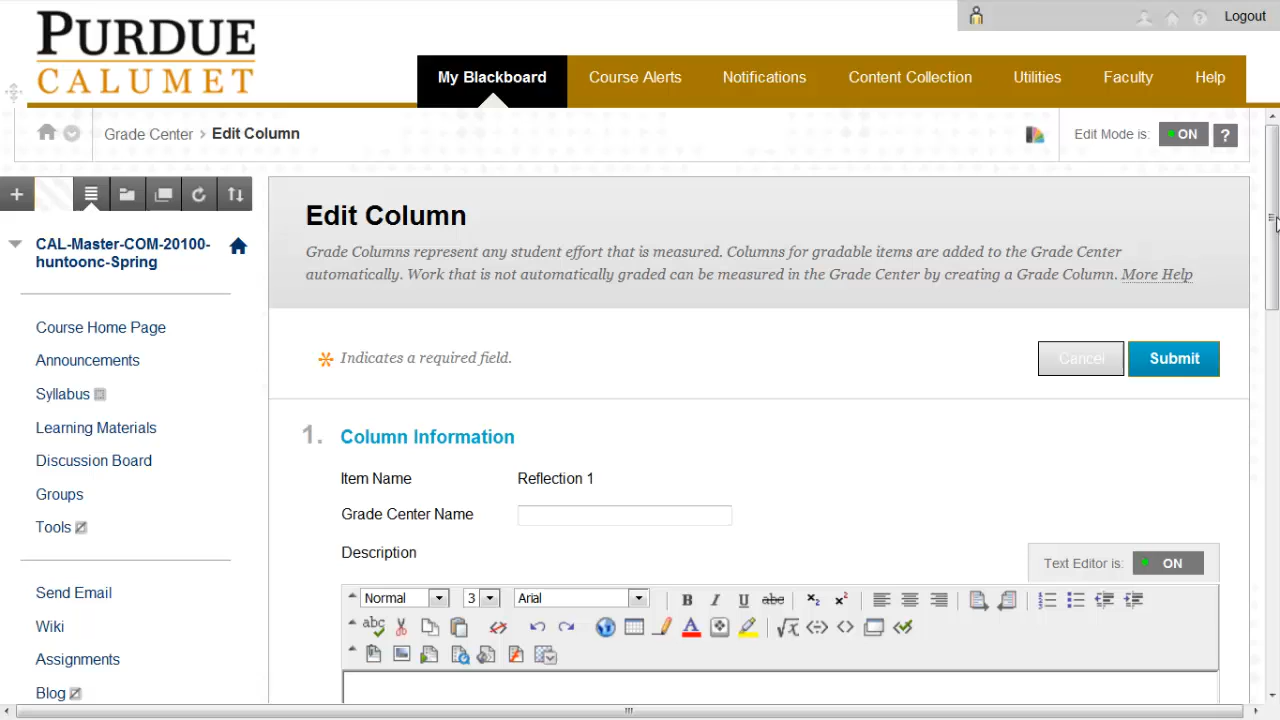 PURDUE
CALUMET
Logout
My Blackboard
Course Alerts
Notifications
Content Collection
Utilities
Faculty
Help
Grade Center > Edit Column
Edit Mode is: ON ?
CAL-Master-COM-20100-
huntoonc-Spring
Course Home Page
Announcements
Syllabus
Learning Materials
Discussion Board
Groups
Tools
Send Email
Wiki
Assignments
Blog
Edit Column
Grade Columns represent any student effort that is measured. Columns for gradable items are added to the Grade Center
automatically. Work that is not automatically graded can be measured in the Grade Center by creating a Grade Column. More Help
Indicates a required field.
Cancel
Submit
1. Column Information
Item Name Reflection 1
Grade Center Name
Description
Text Editor is: ON
Normal 3 Arial